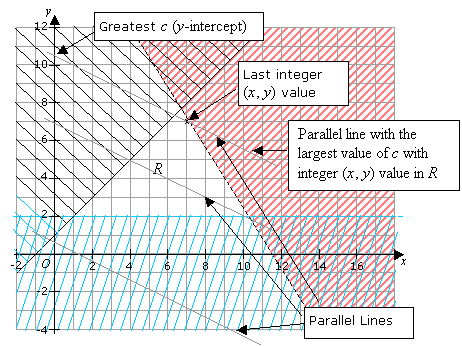 y
12
Greatest c (y-intercept)
10
8
Last integer
(x, y) value
6
Parallel line with the
largest value of c with
integer (x, y) value in R
4
R
2
-2
O
2
4
6
8
10
12
14
16
x
-2
-4
Parallel Lines